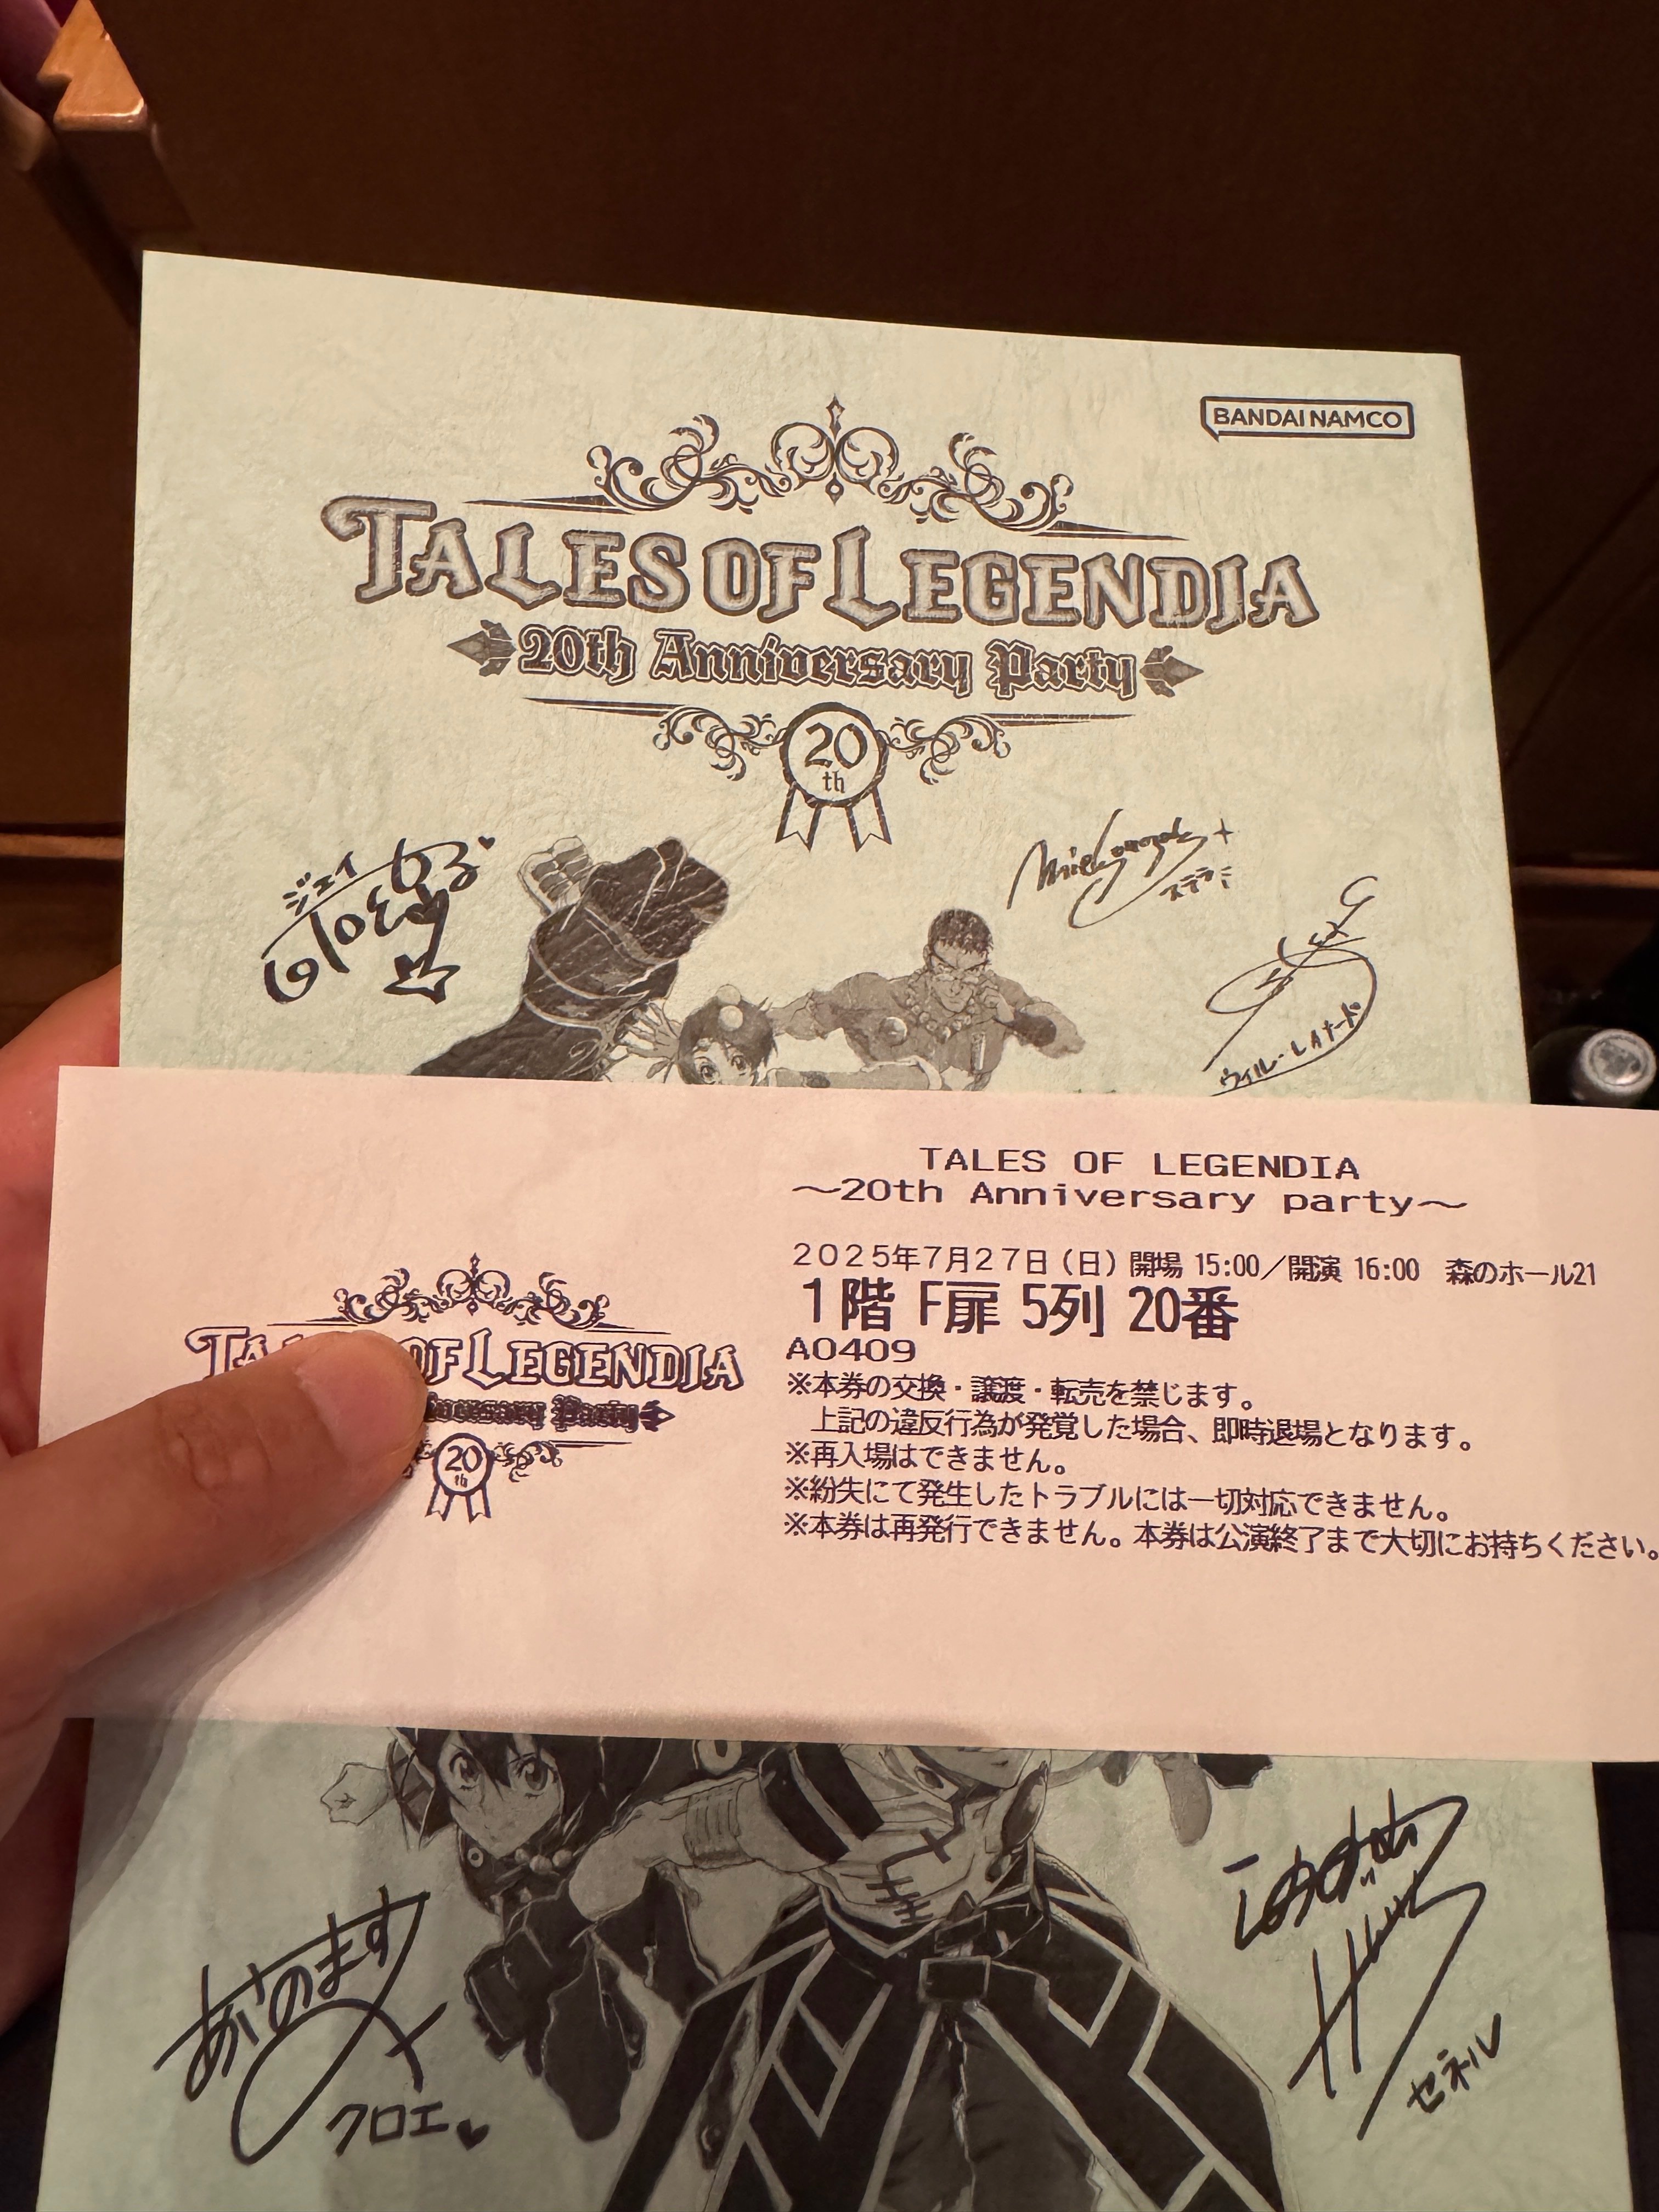 BANDAI NAMCO
TALES OF LEGENDIA
20th Anniversary Party
20
th
ジェイ
ステラ
ウィル・レイナード
TALES OF LEGENDIA
～20th Anniversary party～
2025年7月27日(日) 開場 15:00／開演 16:00 森のホール21
1階 F扉 5列 20番
A0409
※本券の交換・譲渡・転売を禁じます。
上記の違反行為が発覚した場合、即時退場となります。
※再入場はできません。
※紛失にて発生したトラブルには一切対応できません。
※本券は再発行できません。本券は公演終了まで大切にお持ちください。
OF LEGENDIA
Party
20
th
クロエ
セネル